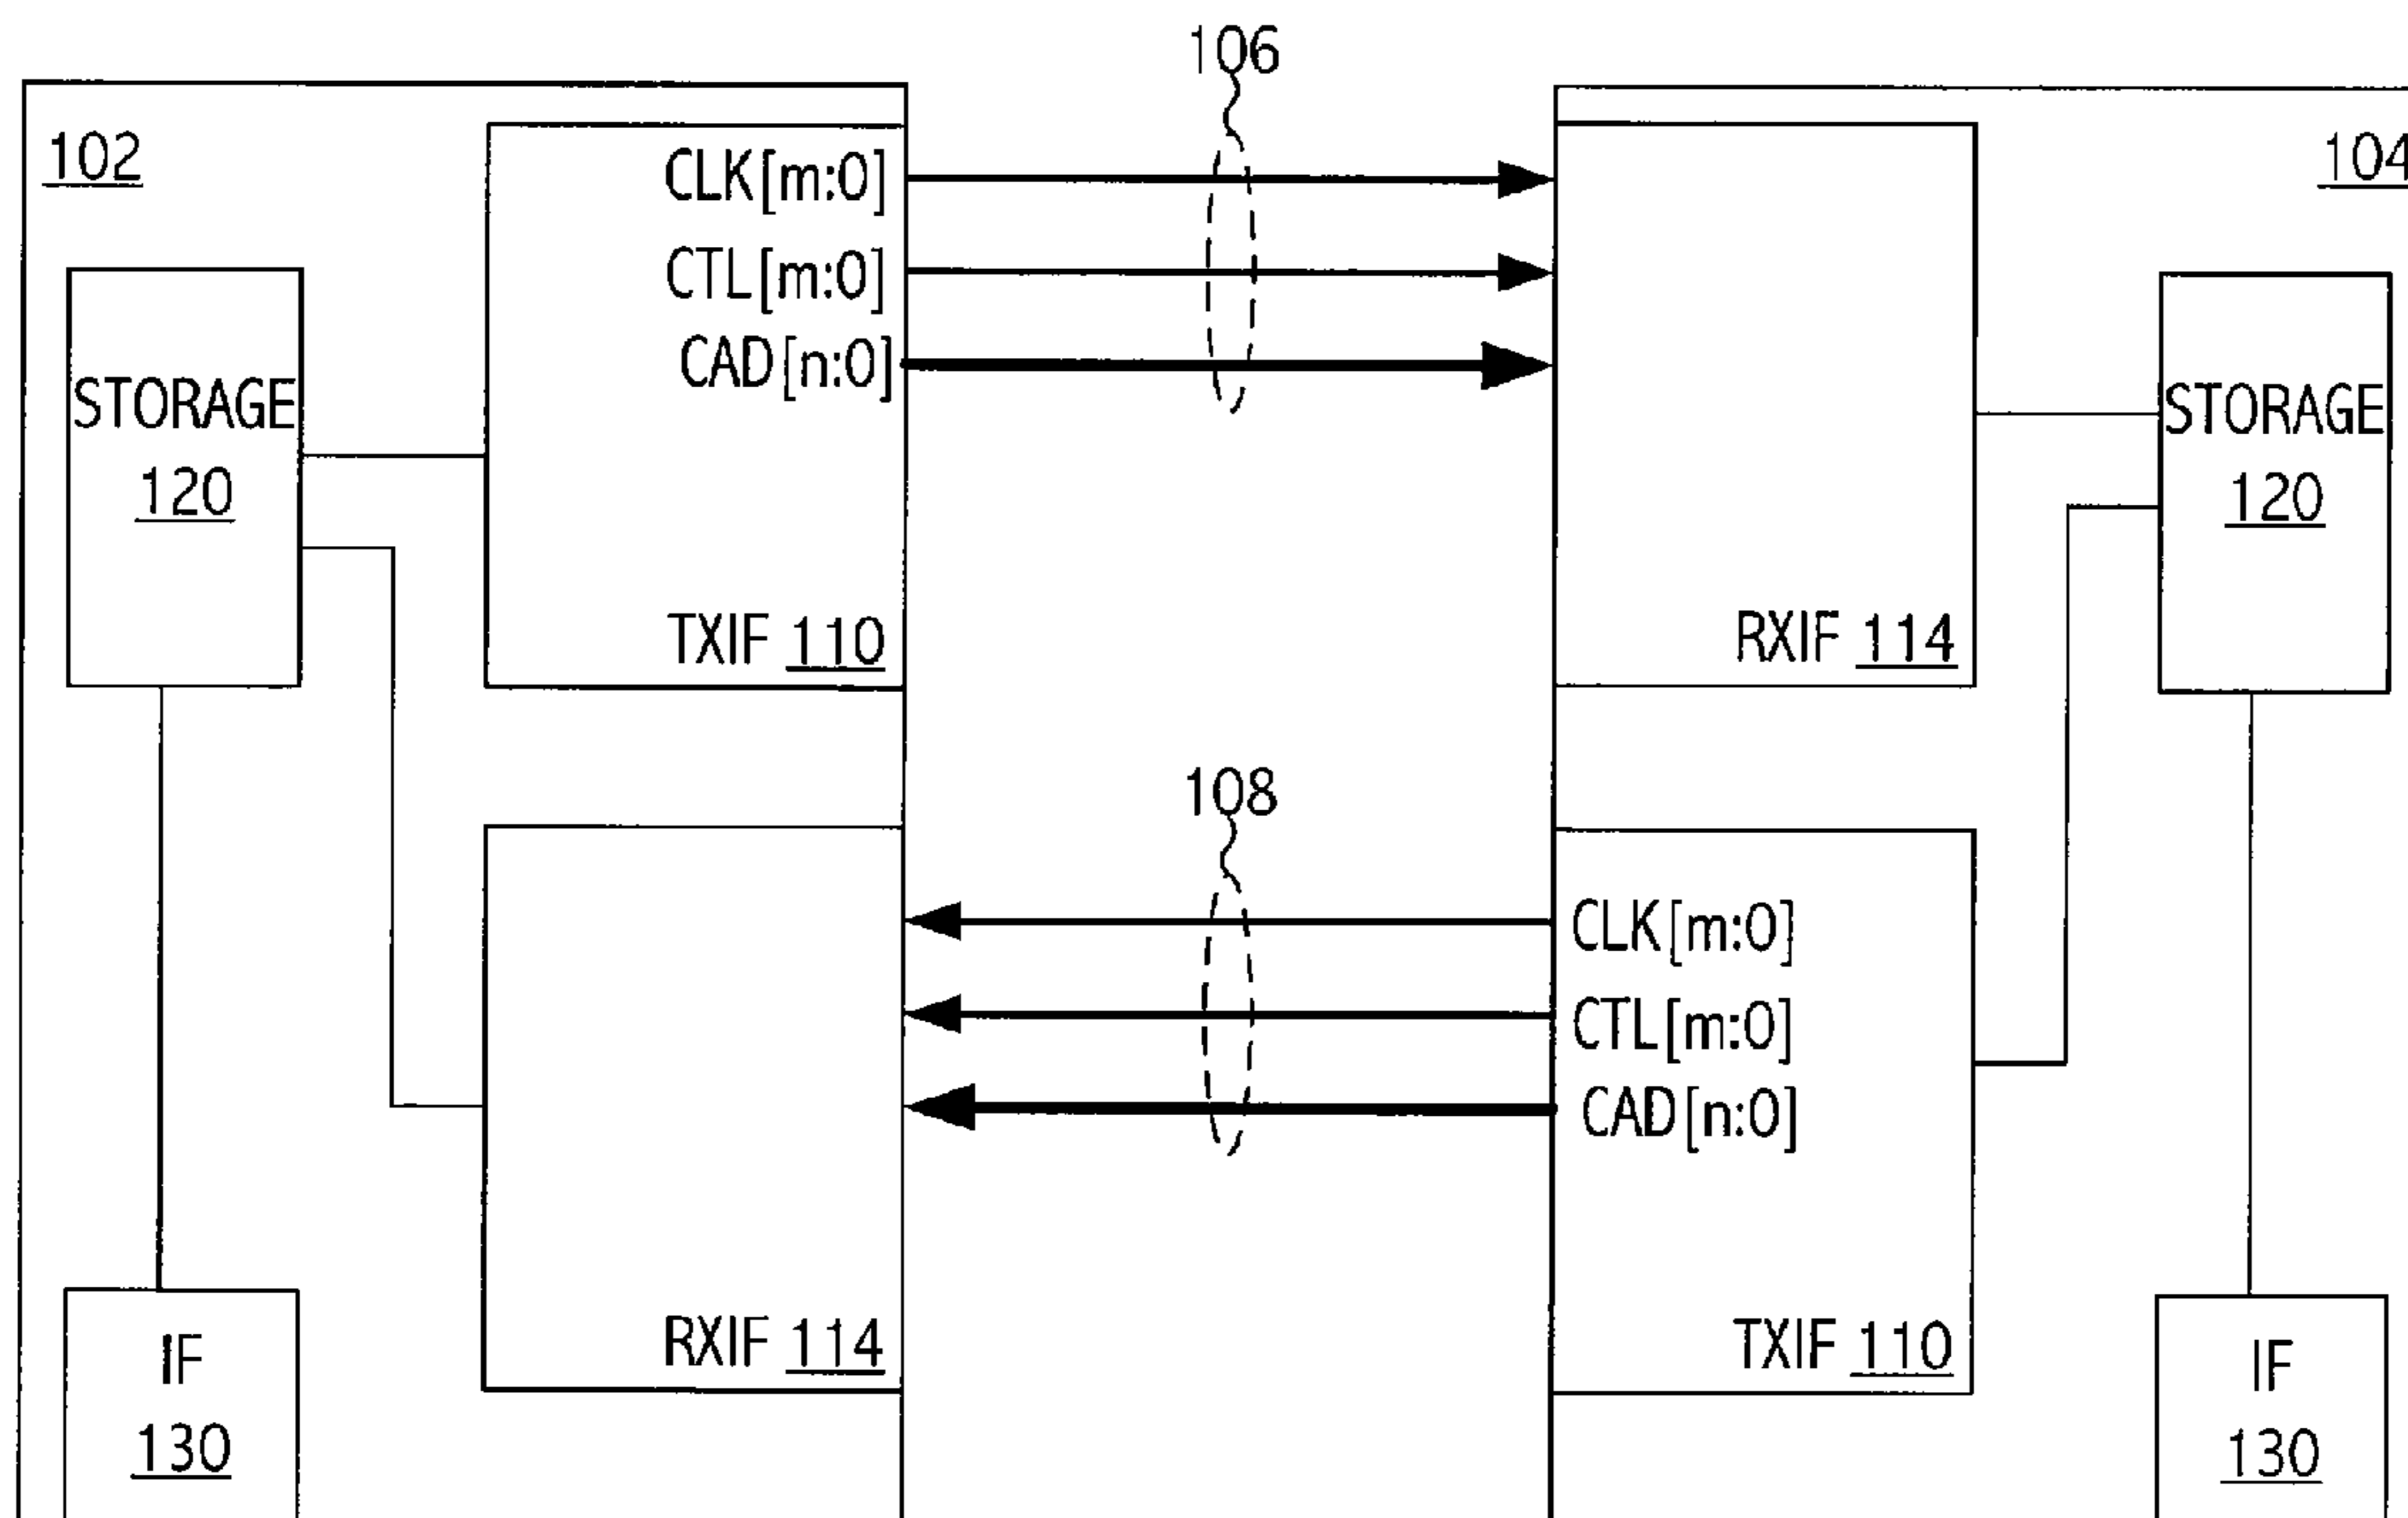 106
102
104
CLK[m:0]
CTL[m:0]
CAD[n:0]
STORAGE
120
STORAGE
120
TXIF 110
RXIF 114
108
CLK[m:0]
CTL[m:0]
CAD[n:0]
RXIF 114
TXIF 110
IF
130
IF
130